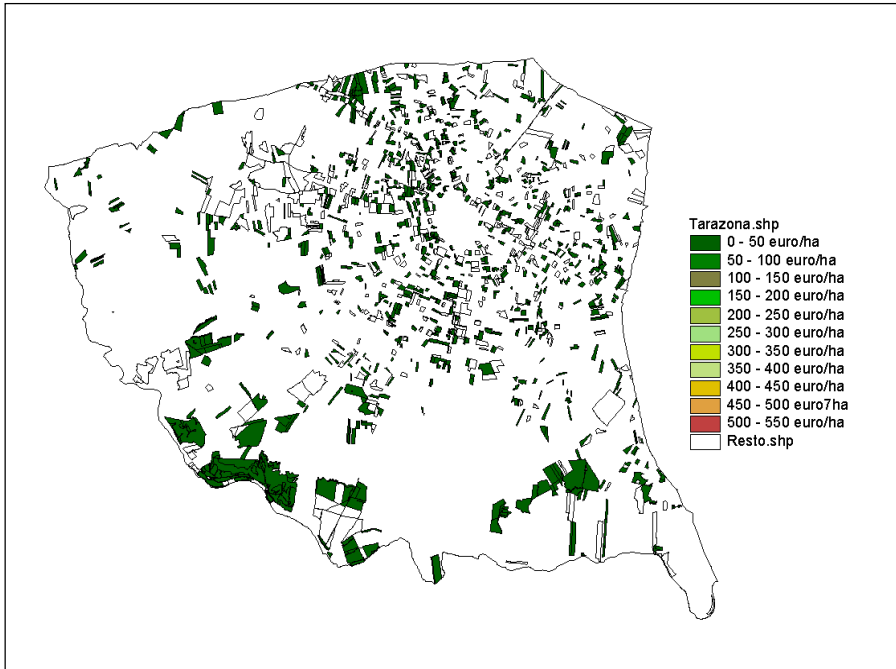 Tarazona.shp
0 - 50 euro/ha
50 - 100 euro/ha
100 - 150 euro/ha
150 - 200 euro/ha
200 - 250 euro/ha
250 - 300 euro/ha
300 - 350 euro/ha
350 - 400 euro/ha
400 - 450 euro/ha
450 - 500 euro7ha
500 - 550 euro/ha
Resto.shp